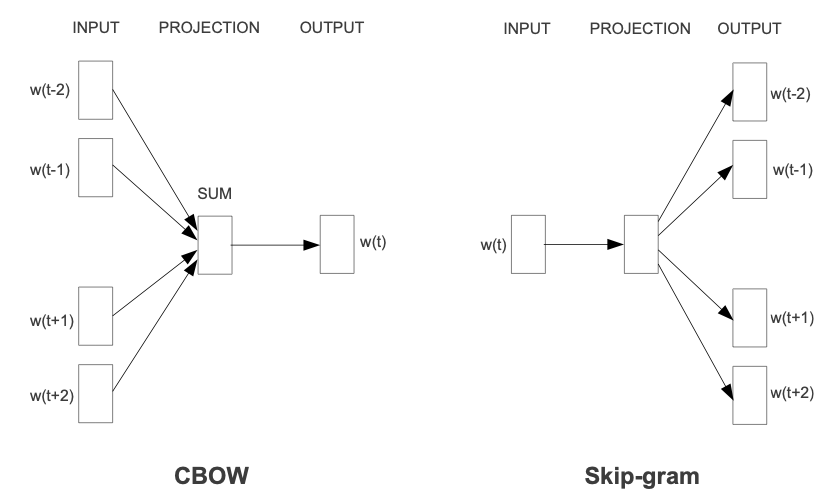 INPUT PROJECTION OUTPUT
w(t-2)
w(t-1)
SUM
w(t)
w(t+1)
w(t+2)
CBOW
INPUT PROJECTION OUTPUT
w(t-2)
w(t-1)
w(t)
w(t+1)
w(t+2)
Skip-gram